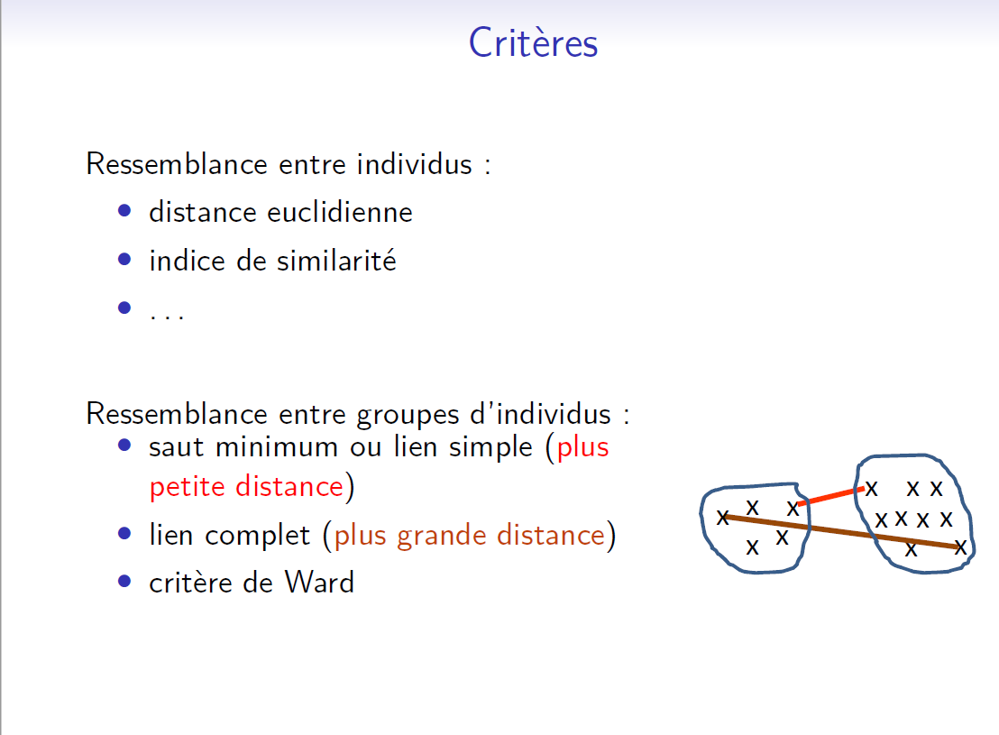 Critères
Ressemblance entre individus :
• distance euclidienne
• indice de similarité
• . . .
Ressemblance entre groupes d'individus :
• saut minimum ou lien simple (plus
petite distance)
• lien complet (plus grande distance)
• critère de Ward
x x x x x x
x x x x x x x x
x